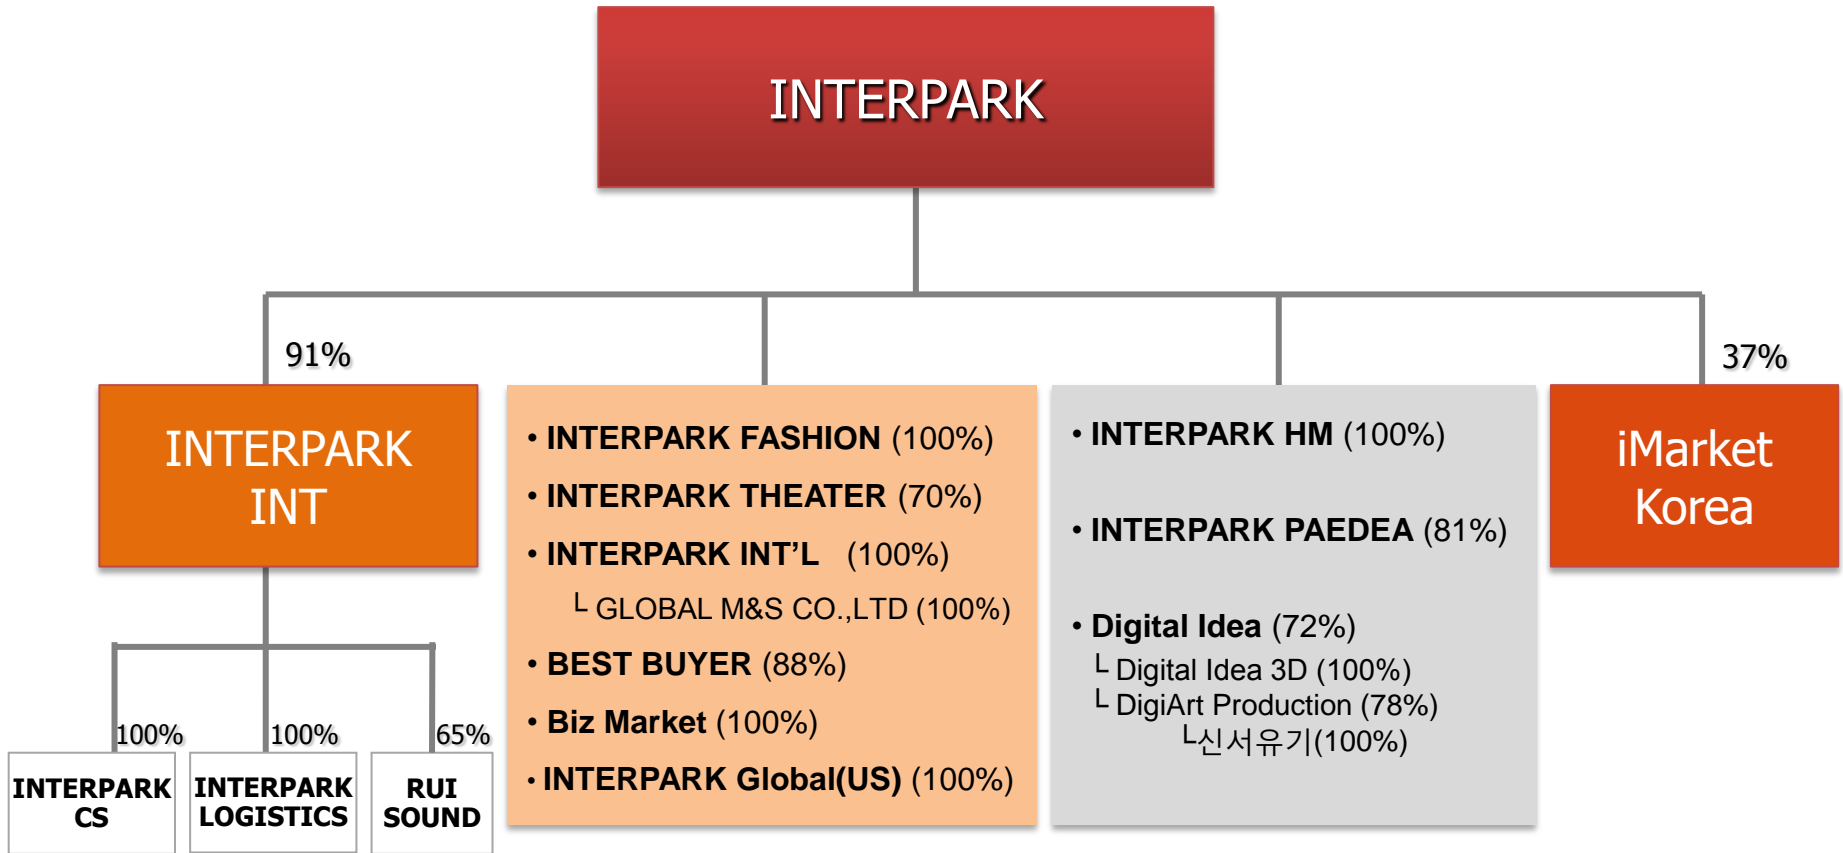 INTERPARK
91%
INTERPARK
INT
100%
INTERPARK
CS
100%
INTERPARK
LOGISTICS
65%
RUI
SOUND
• INTERPARK FASHION (100%)
• INTERPARK THEATER (70%)
• INTERPARK INT’L (100%)
└ GLOBAL M&S CO.,LTD (100%)
• BEST BUYER (88%)
• Biz Market (100%)
• INTERPARK Global(US) (100%)
• INTERPARK HM (100%)
• INTERPARK PAEDEA (81%)
• Digital Idea (72%)
└ Digital Idea 3D (100%)
└ DigiArt Production (78%)
└신서유기(100%)
37%
iMarket
Korea